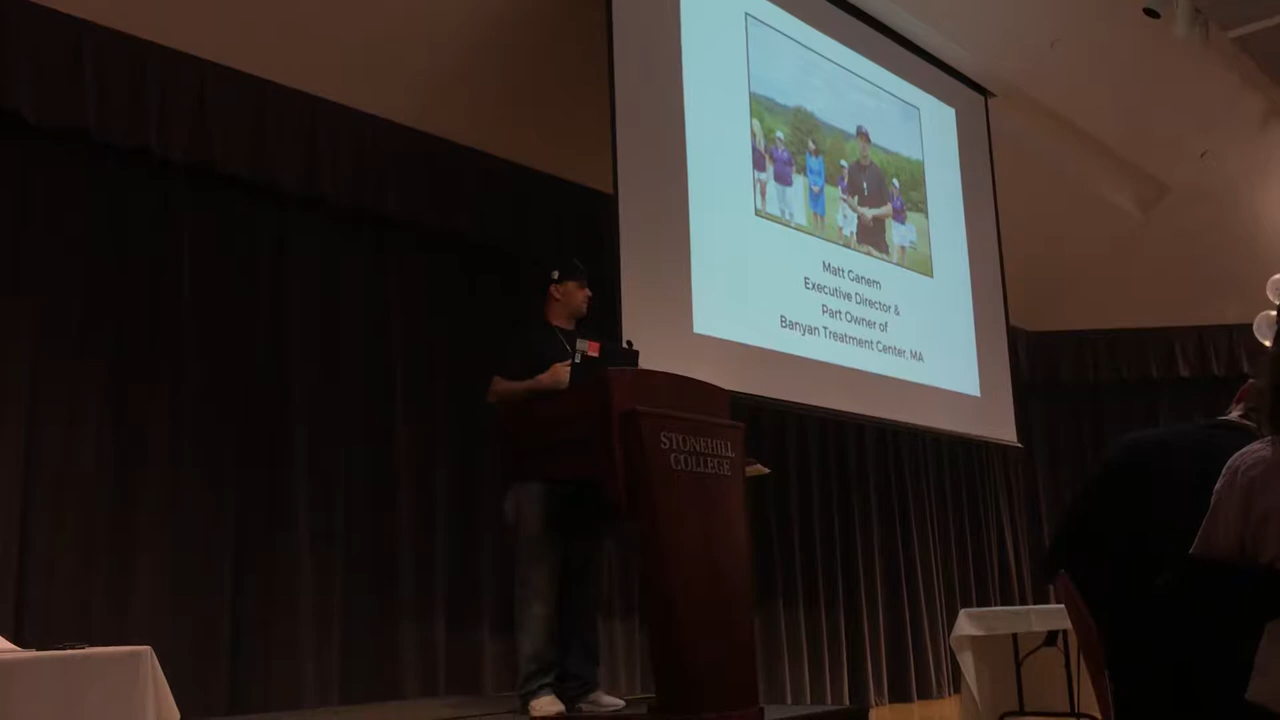 Matt Ganem
Executive Director &
Part Owner of
Banyan Treatment Center, MA
STONEHILL
COLLEGE